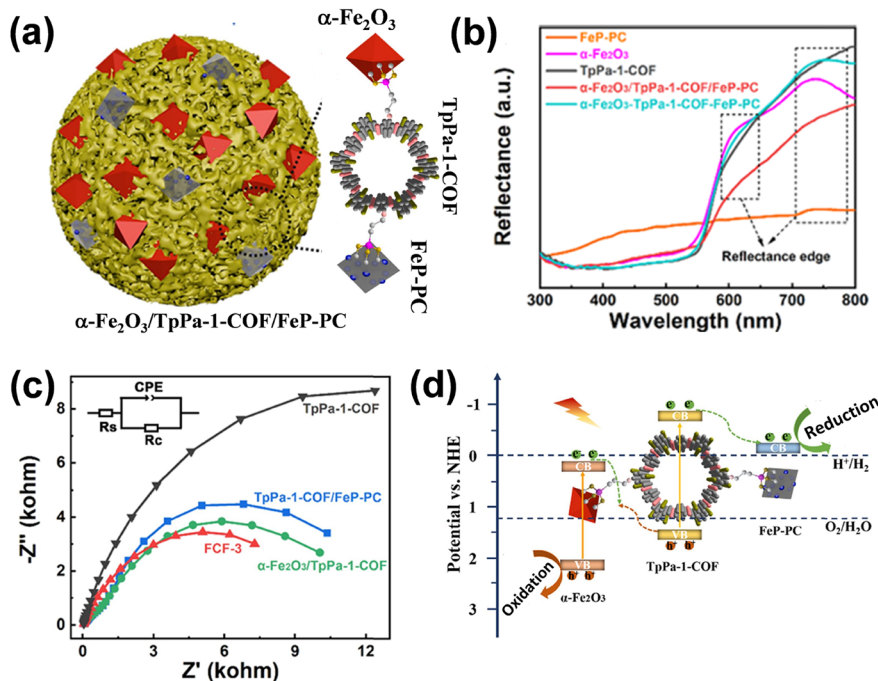 (a)
α-Fe₂O₃
TpPa-1-COF
FeP-PC
α-Fe₂O₃/TpPa-1-COF/FeP-PC
(b)
FeP-PC
α-Fe₂O₃
TpPa-1-COF
α-Fe₂O₃/TpPa-1-COF/FeP-PC
α-Fe₂O₃-TpPa-1-COF-FeP-PC
Reflectance (a.u.)
Reflectance edge
300 400 500 600 700 800
Wavelength (nm)
(c)
CPE
Rs
Rc
TpPa-1-COF
TpPa-1-COF/FeP-PC
FCF-3
α-Fe₂O₃/TpPa-1-COF
-Z'' (kohm)
8
6
4
2
0
0 3 6 9 12
Z' (kohm)
(d)
Potential vs. NHE
-1
0
1
2
3
e⁻ e⁻
CB
e⁻ e⁻
CB
e⁻ e⁻
CB
Reduction
H⁺/H₂
O₂/H₂O
FeP-PC
VB
h⁺ h⁺
TpPa-1-COF
VB
h⁺ h⁺
Oxidation
α-Fe₂O₃